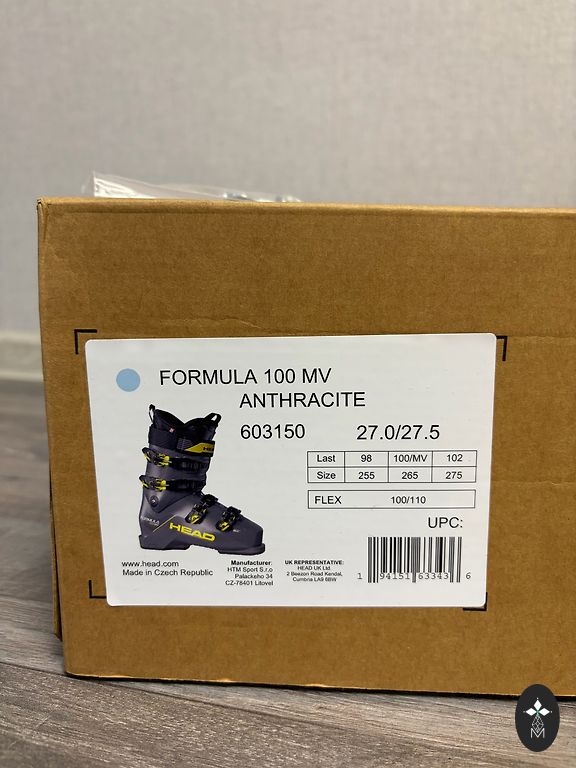 FORMULA 100 MV
ANTHRACITE
603150 27.0/27.5
Last 98 100/MV 102
Size 255 265 275
FLEX 100/110
UPC:
HEAD
HEAD
www.head.com
Made in Czech Republic
Manufacturer:
HTM Sport S.r.o
Palackeho 34
CZ-78401 Litovel
UK REPRESENTATIVE:
HEAD UK Ltd
2 Beezon Road Kendal,
Cumbria LA9 6BW
1 94151 63343 6
M